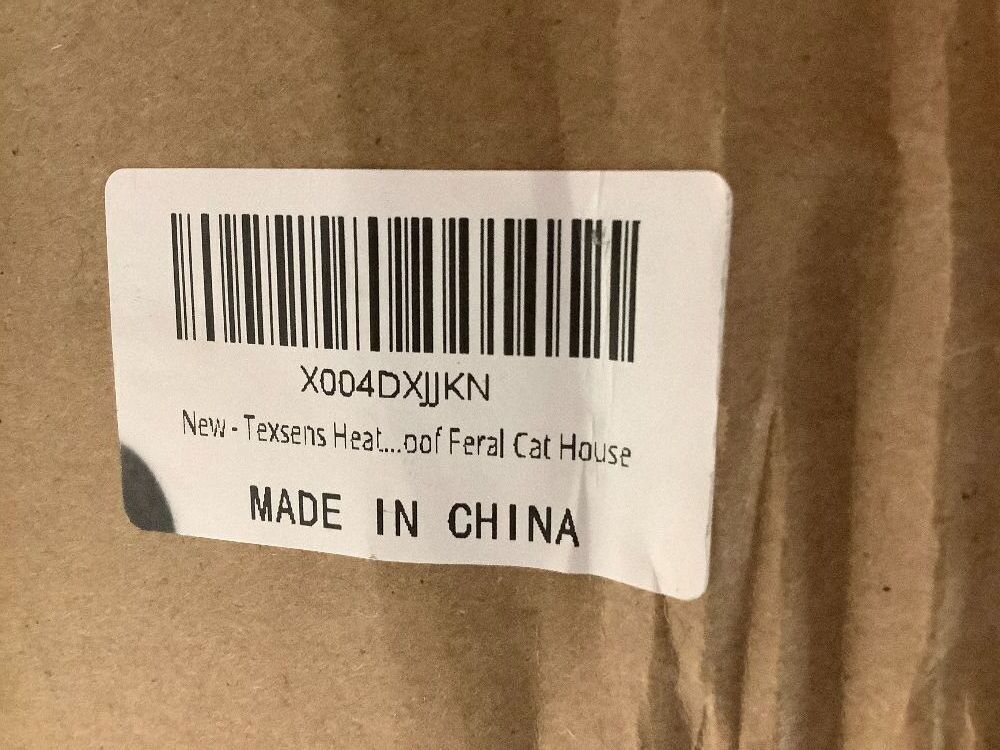 X004DXJJKN
New - Texsens Heat....oof Feral Cat House
MADE IN CHINA